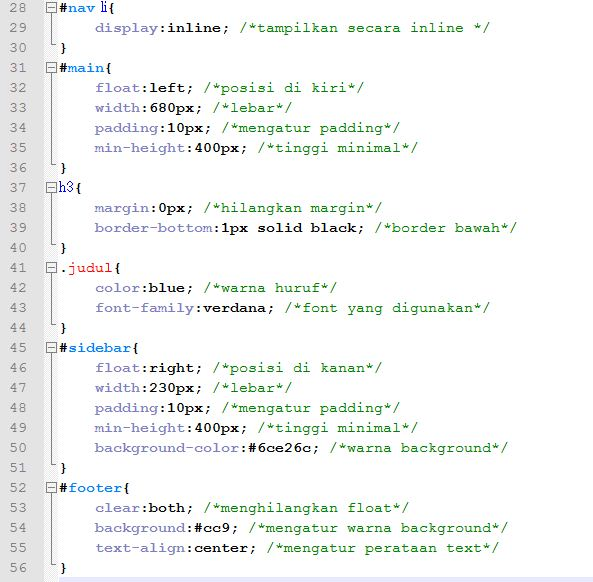 28 #nav li{
29 display:inline; /*tampilkan secara inline */
30 }
31 #main{
32 float:left; /*posisi di kiri*/
33 width:680px; /*lebar*/
34 padding:10px; /*mengatur padding*/
35 min-height:400px; /*tinggi minimal*/
36 }
37 h3{
38 margin:0px; /*hilangkan margin*/
39 border-bottom:1px solid black; /*border bawah*/
40 }
41 .judul{
42 color:blue; /*warna huruf*/
43 font-family:verdana; /*font yang digunakan*/
44 }
45 #sidebar{
46 float:right; /*posisi di kanan*/
47 width:230px; /*lebar*/
48 padding:10px; /*mengatur padding*/
49 min-height:400px; /*tinggi minimal*/
50 background-color:#6ce26c; /*warna background*/
51 }
52 #footer{
53 clear:both; /*menghilangkan float*/
54 background:#cc9; /*mengatur warna background*/
55 text-align:center; /*mengatur perataan text*/
56 }